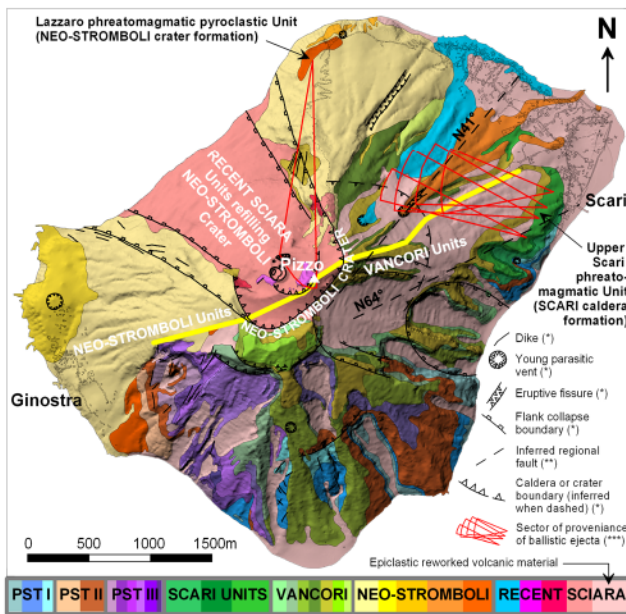 Lazzaro phreatomagmatic pyroclastic Unit
(NEO-STROMBOLI crater formation)
N
N41°
RECENT SCIARA
Units refilling
NEO-STROMBOLI
Crater
Scari
Pizzo
VANCORI Units
NEO-STROMBOLI CRATER
N64°
NEO-STROMBOLI Units
Upper
Scari
phreato-
magmatic Unit
(SCARI caldera
formation)
Ginostra
Dike (*)
Young parasitic
vent (*)
Eruptive fissure (*)
Flank collapse
boundary (*)
Inferred regional
fault (**)
Caldera or crater
boundary (inferred
when dashed) (*)
Sector of proveniance
of ballistic ejecta (***)
0 500 1000 1500m
Epiclastic reworked volcanic material
PST I PST II PST III SCARI UNITS VANCORI NEO-STROMBOLI RECENT SCIARA